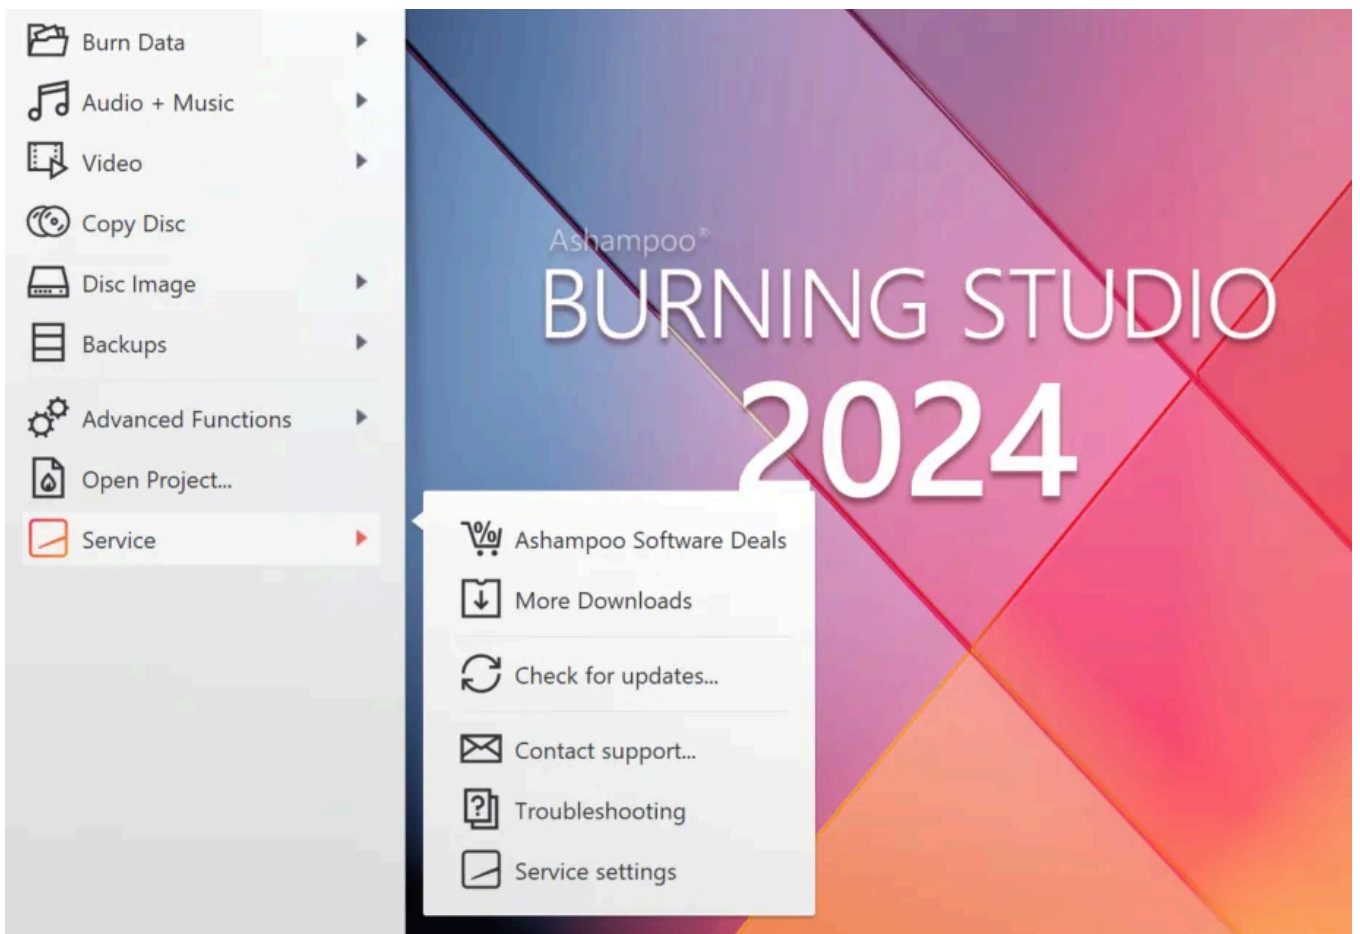 Burn Data
Audio + Music
Video
Copy Disc
Disc Image
Backups
Advanced Functions
Open Project...
Service
Ashampoo®
BURNING STUDIO
2024
Ashampoo Software Deals
More Downloads
Check for updates...
Contact support...
Troubleshooting
Service settings